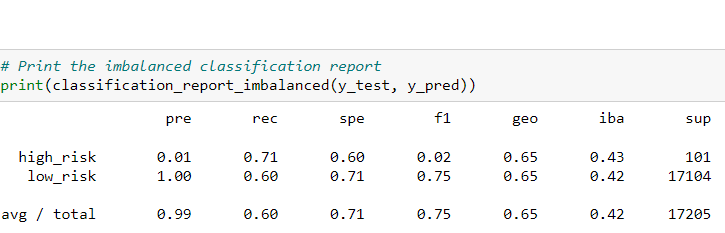 # Print the imbalanced classification report
print(classification_report_imbalanced(y_test, y_pred))
pre rec spe f1 geo iba sup
high_risk 0.01 0.71 0.60 0.02 0.65 0.43 101
low_risk 1.00 0.60 0.71 0.75 0.65 0.42 17104
avg / total 0.99 0.60 0.71 0.75 0.65 0.42 17205